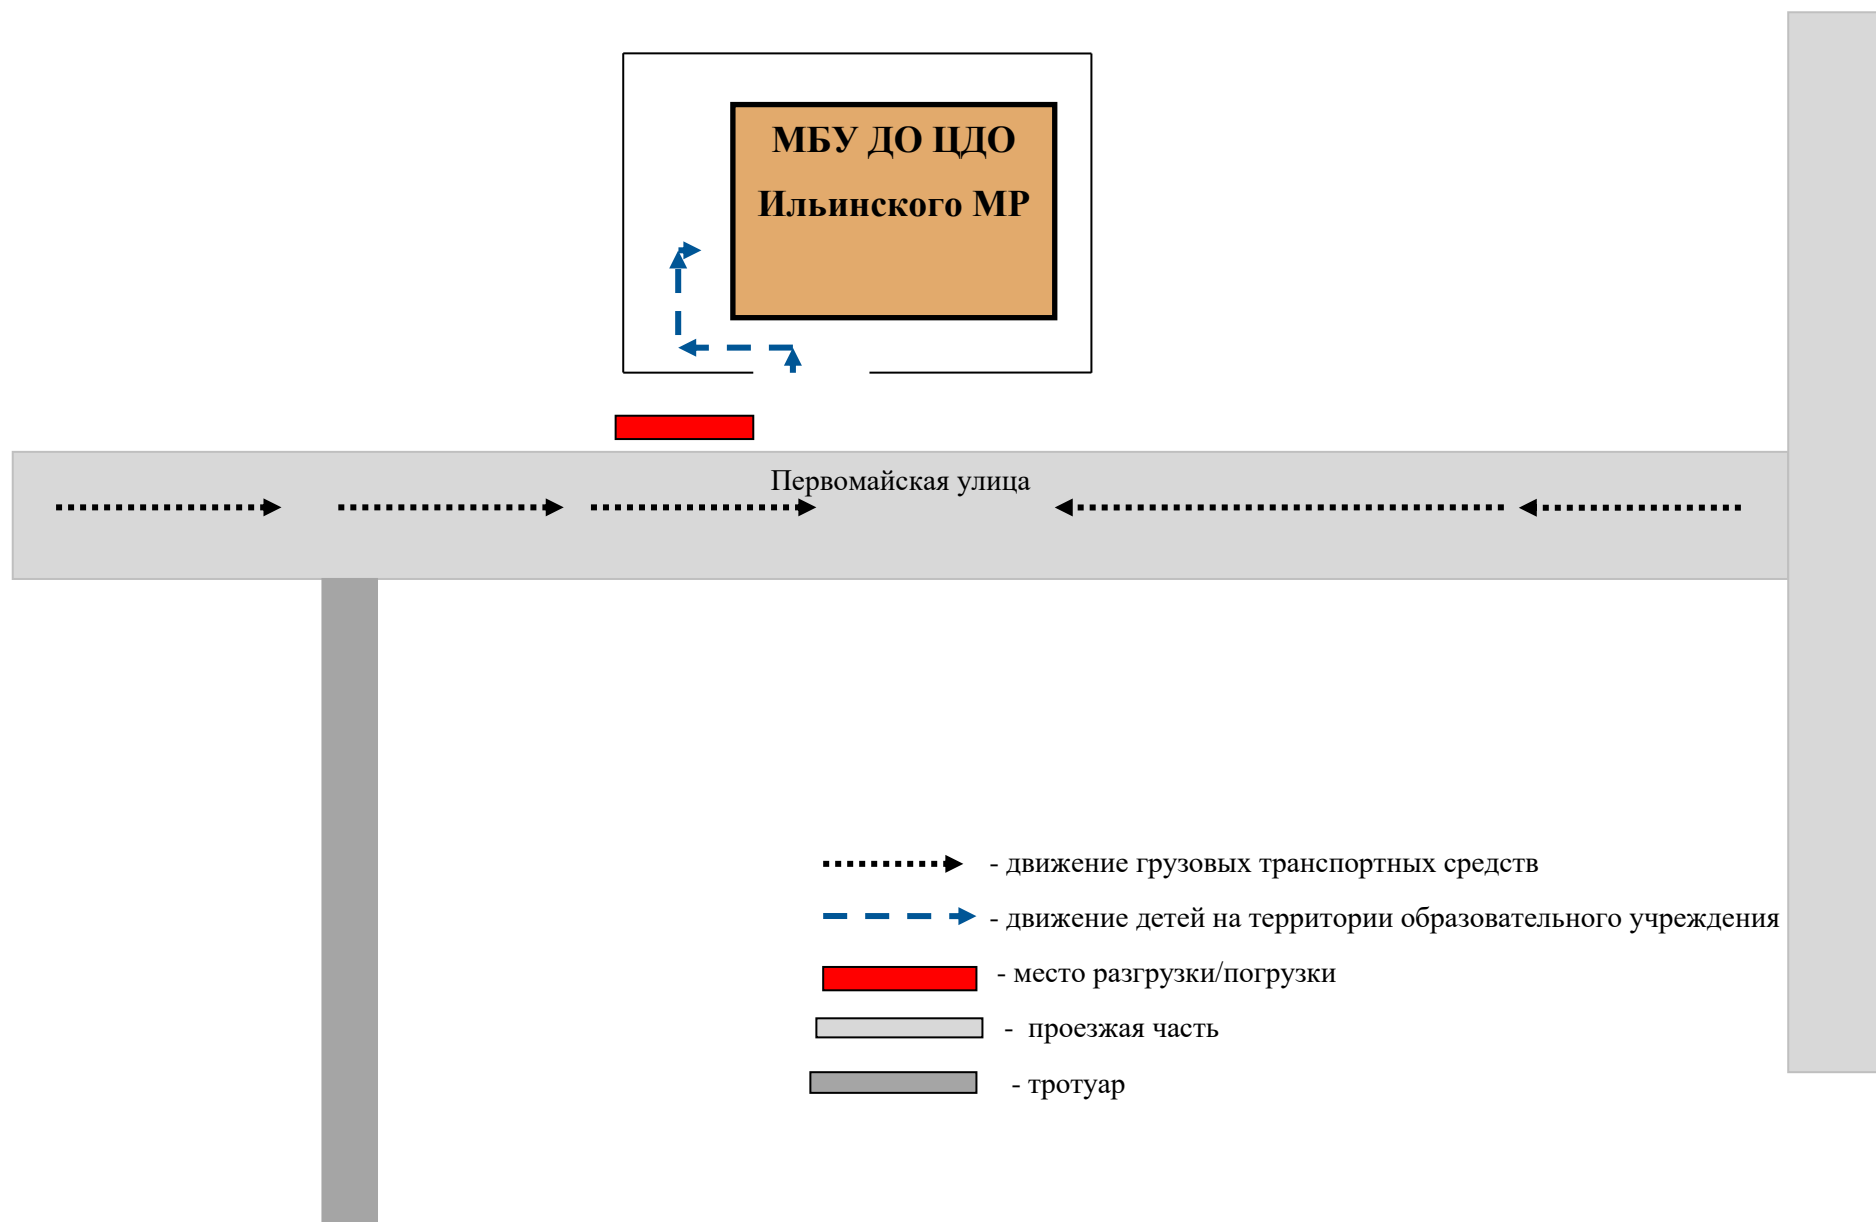 МБУ ДО ЦДО
Ильинского МР
Первомайская улица
- движение грузовых транспортных средств
- движение детей на территории образовательного учреждения
- место разгрузки/погрузки
- проезжая часть
- тротуар